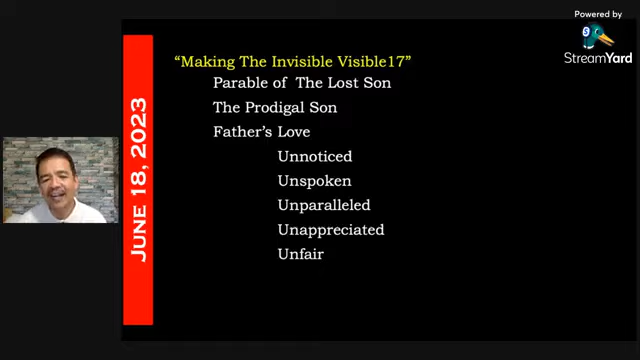 Powered by
StreamYard
JUNE 18, 2023
“Making The Invisible Visible17”
Parable of The Lost Son
The Prodigal Son
Father’s Love
Unnoticed
Unspoken
Unparalleled
Unappreciated
Unfair